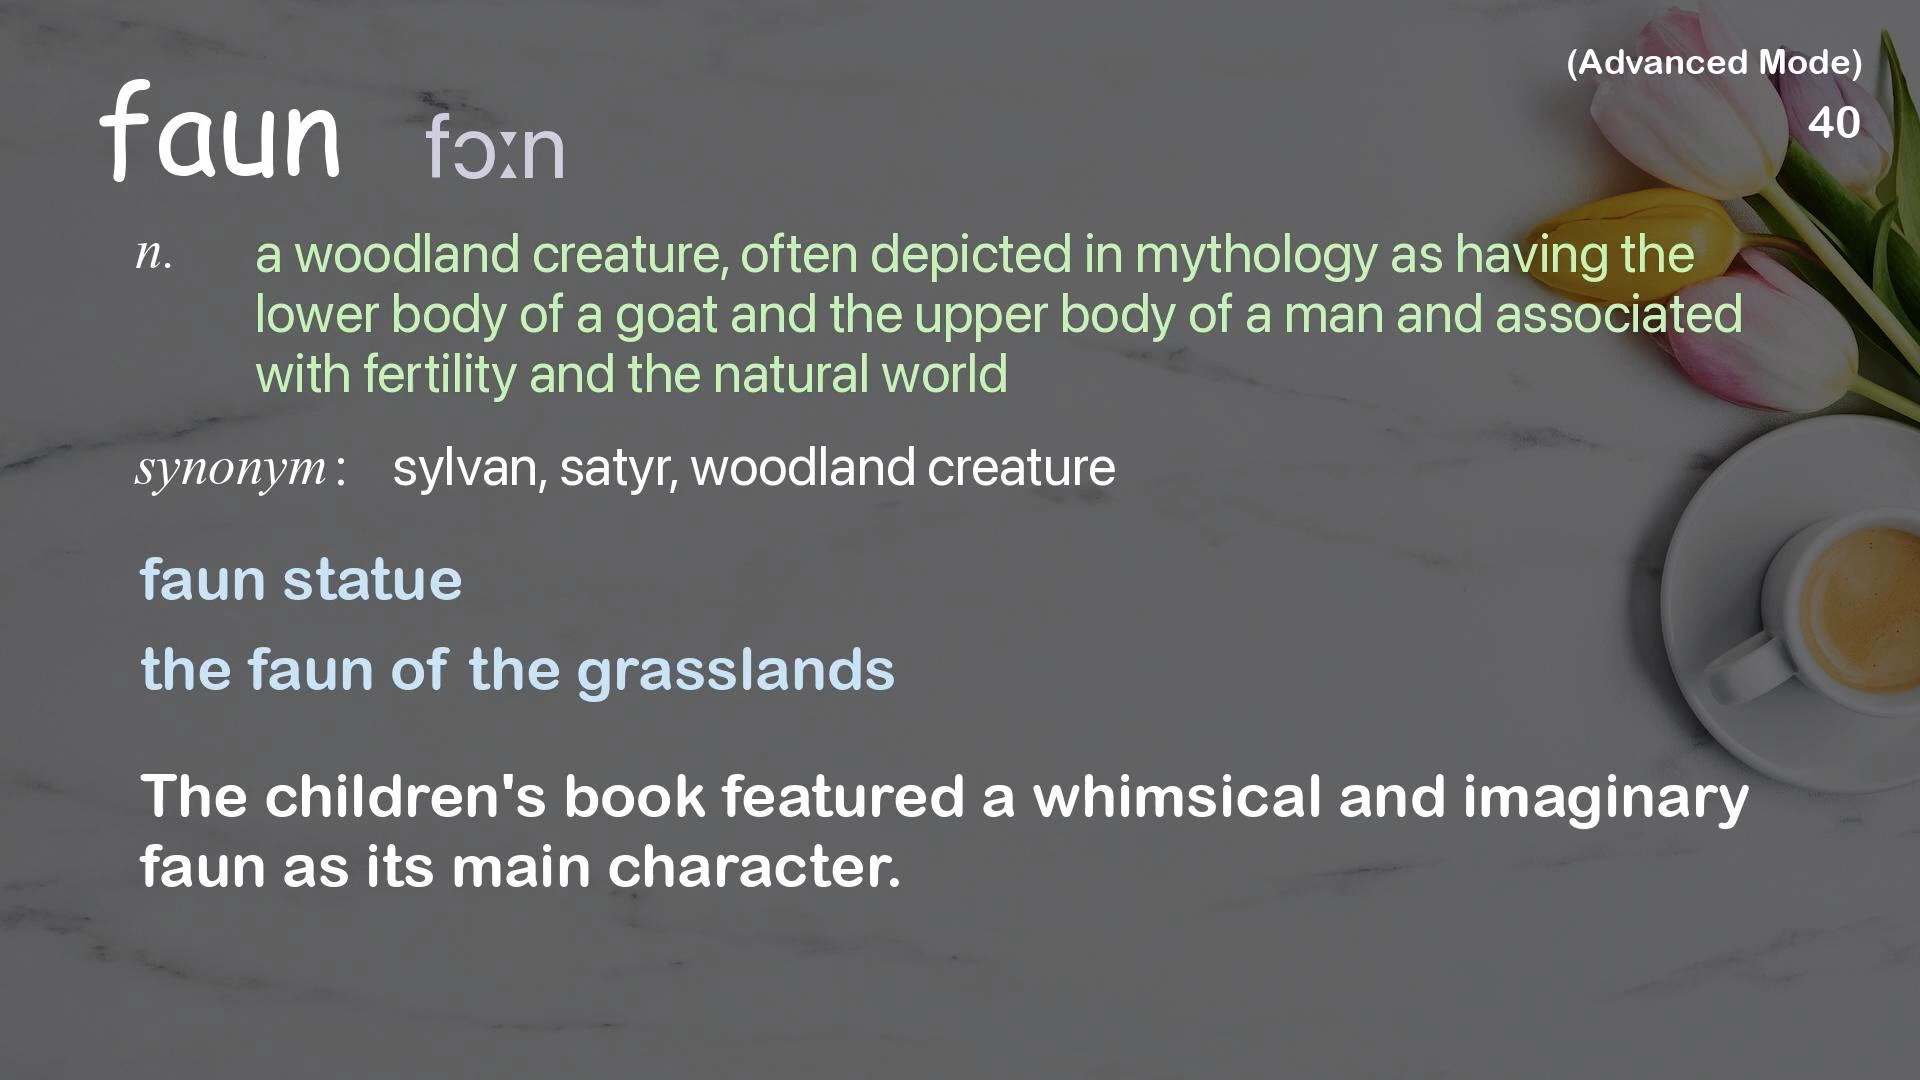 (Advanced Mode)
faun fɔːn
40
n. a woodland creature, often depicted in mythology as having the
lower body of a goat and the upper body of a man and associated
with fertility and the natural world
synonym: sylvan, satyr, woodland creature
faun statue
the faun of the grasslands
The children's book featured a whimsical and imaginary
faun as its main character.